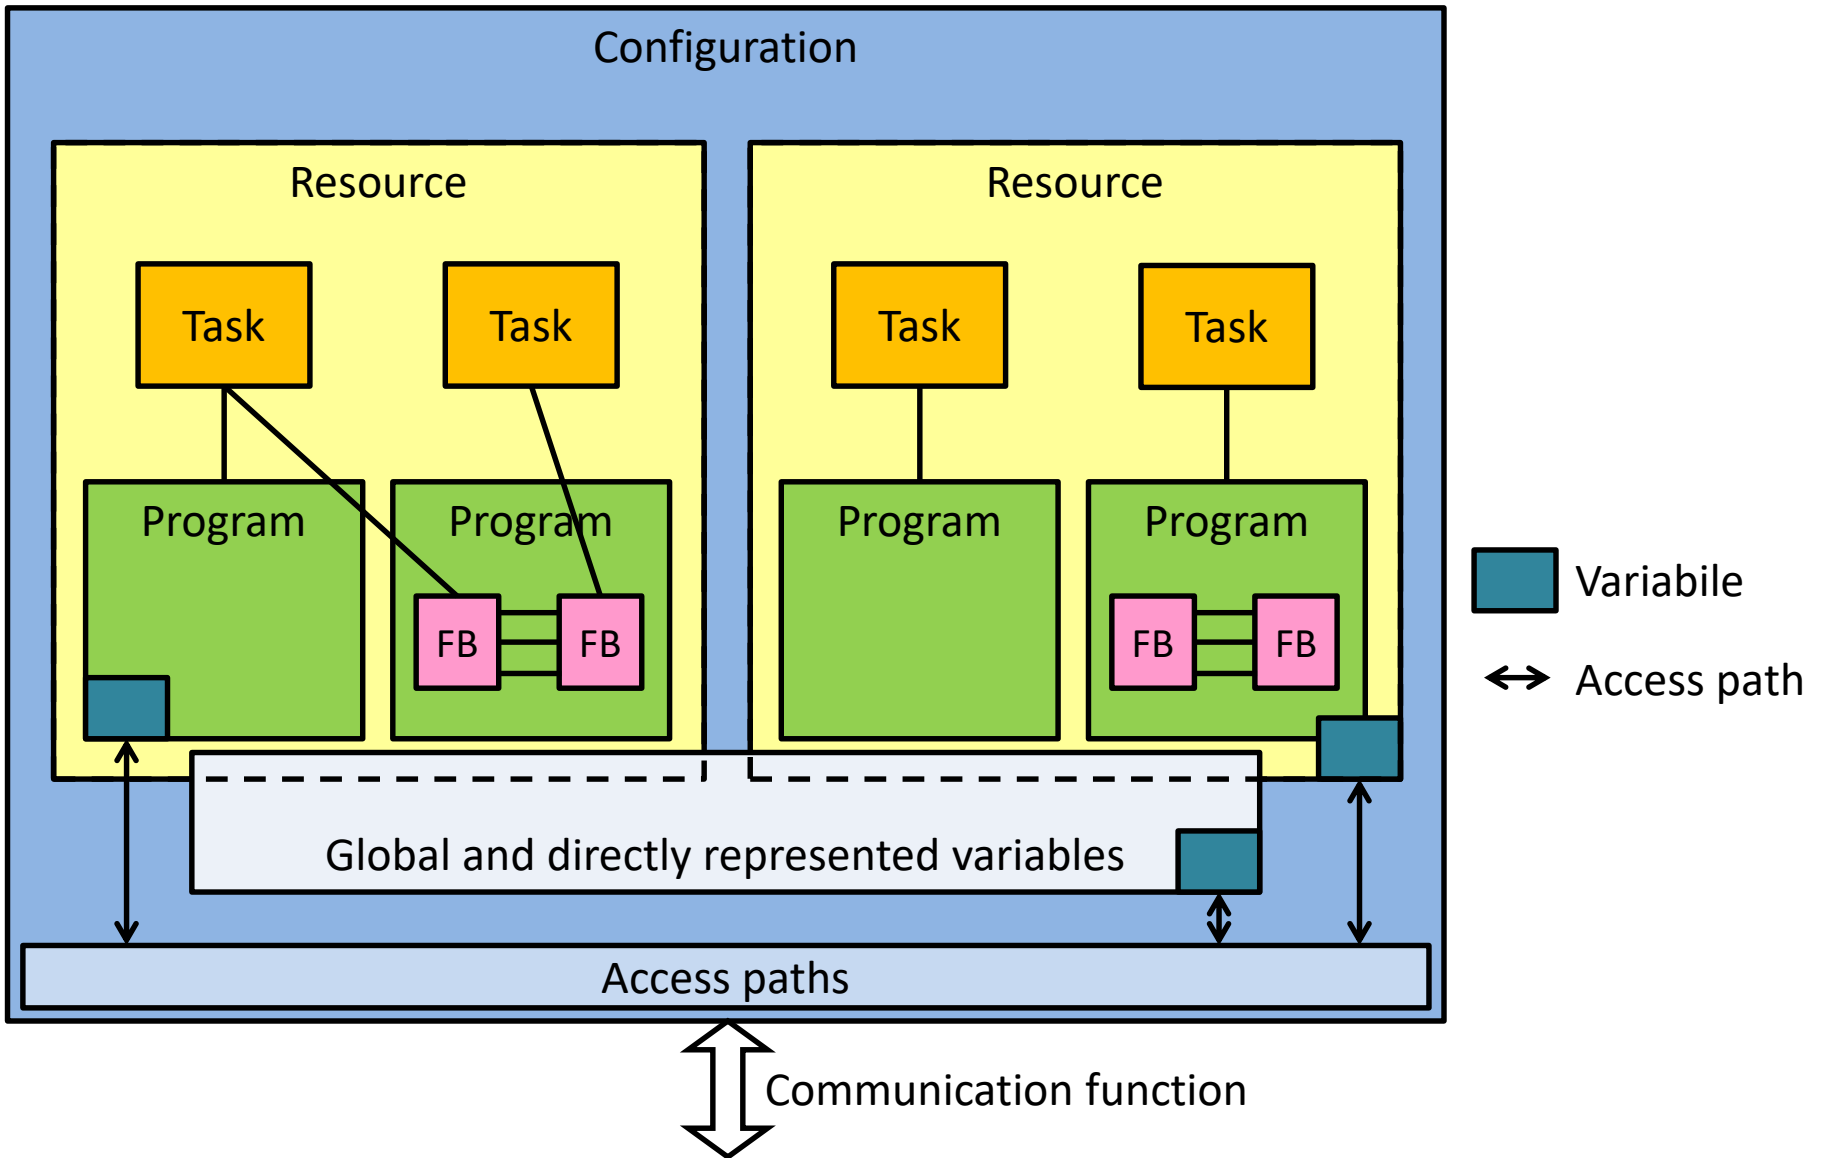 Configuration
Resource
Resource
Task
Task
Task
Task
Program
Program
Program
Program
FB
FB
FB
FB
Variabile
Access path
Global and directly represented variables
Access paths
Communication function